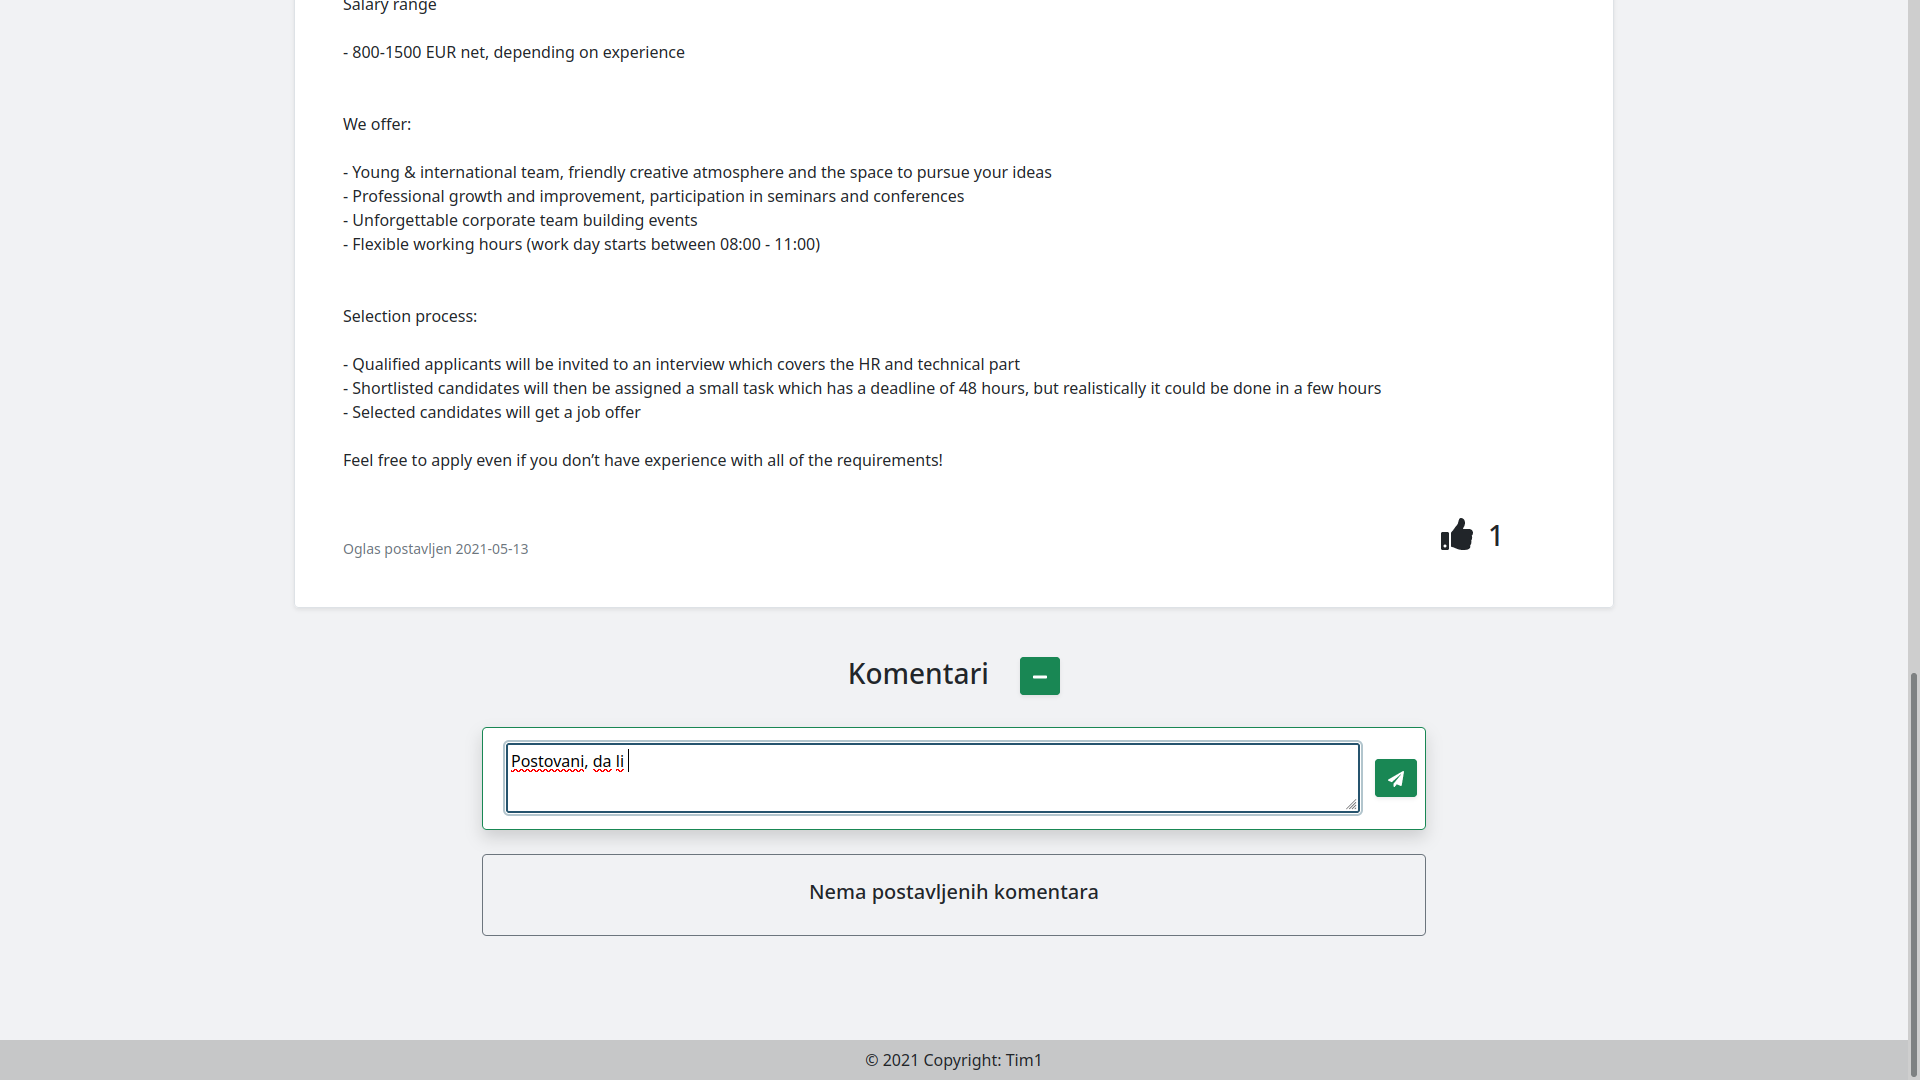 Salary range
- 800-1500 EUR net, depending on experience
We offer:
- Young & international team, friendly creative atmosphere and the space to pursue your ideas
- Professional growth and improvement, participation in seminars and conferences
- Unforgettable corporate team building events
- Flexible working hours (work day starts between 08:00 - 11:00)
Selection process:
- Qualified applicants will be invited to an interview which covers the HR and technical part
- Shortlisted candidates will then be assigned a small task which has a deadline of 48 hours, but realistically it could be done in a few hours
- Selected candidates will get a job offer
Feel free to apply even if you don’t have experience with all of the requirements!
1
Oglas postavljen 2021-05-13
Komentari
Postovani, da li
Nema postavljenih komentara
© 2021 Copyright: Tim1